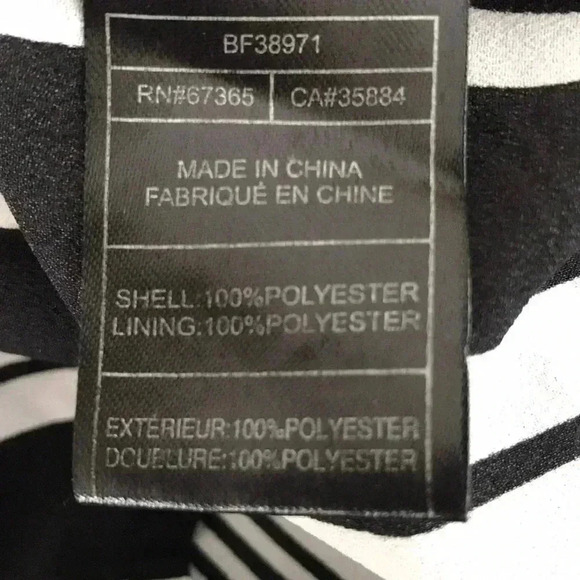 BF38971
RN#67365 CA#35884
MADE IN CHINA
FABRIQUÉ EN CHINE
SHELL:100%POLYESTER
LINING:100%POLYESTER
EXTÉRIEUR:100%POLYESTER
DOUBLURE:100%POLYESTER